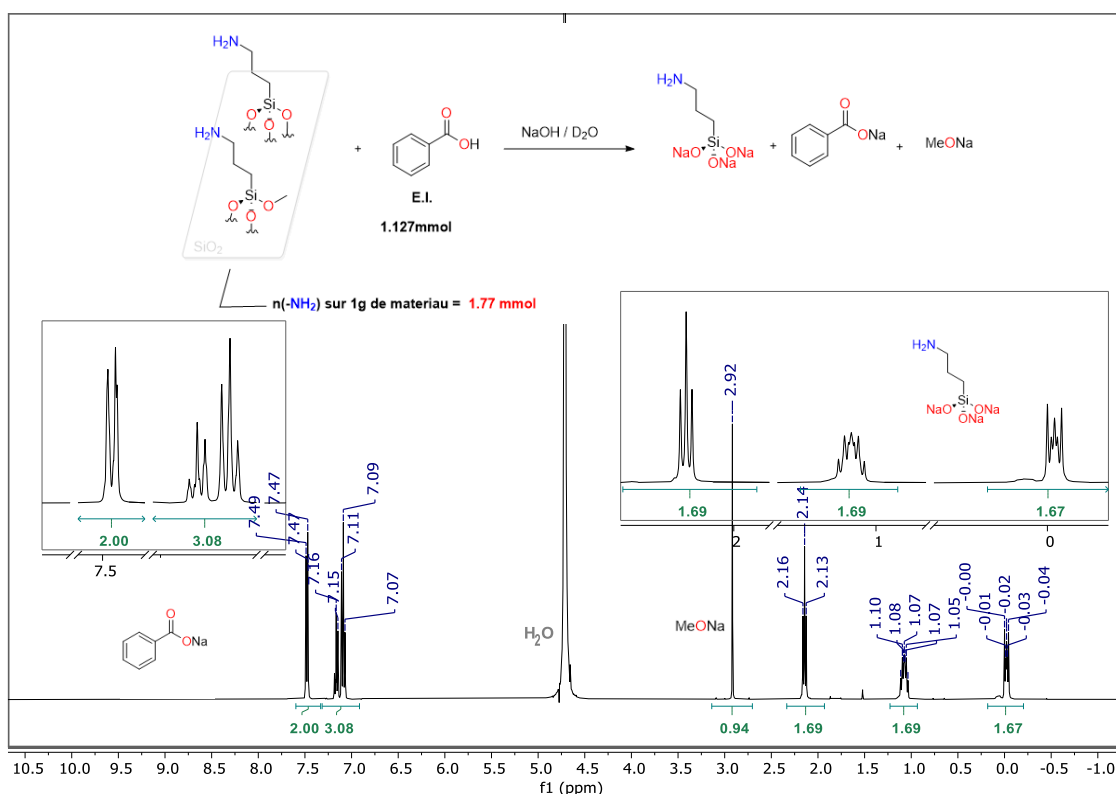 H₂N
Si
O O O
H₂N
Si
O O O
SiO₂
+
O
OH
E.I.
1.127mmol
NaOH / D₂O
H₂N
Si
NaO ONa
ONa
+
O
ONa
+
MeONa
n(-NH₂) sur 1g de materiau = 1.77 mmol
2.00 3.08
7.5
H₂N
Si
NaO ONa
ONa
1.69 1.69 1.67
2 1 0
7.49
7.47
7.47
7.16
7.15
7.09
7.11
7.07
2.92
2.16
2.14
2.13
1.10
1.08
1.07
1.07
1.05
-0.00
-0.01
-0.02
-0.03
-0.04
O
ONa
H₂O
MeONa
2.00 3.08 0.94 1.69 1.69 1.67
10.5 10.0 9.5 9.0 8.5 8.0 7.5 7.0 6.5 6.0 5.5 5.0 4.5 4.0 3.5 3.0 2.5 2.0 1.5 1.0 0.5 0.0 -0.5 -1.0
f1 (ppm)